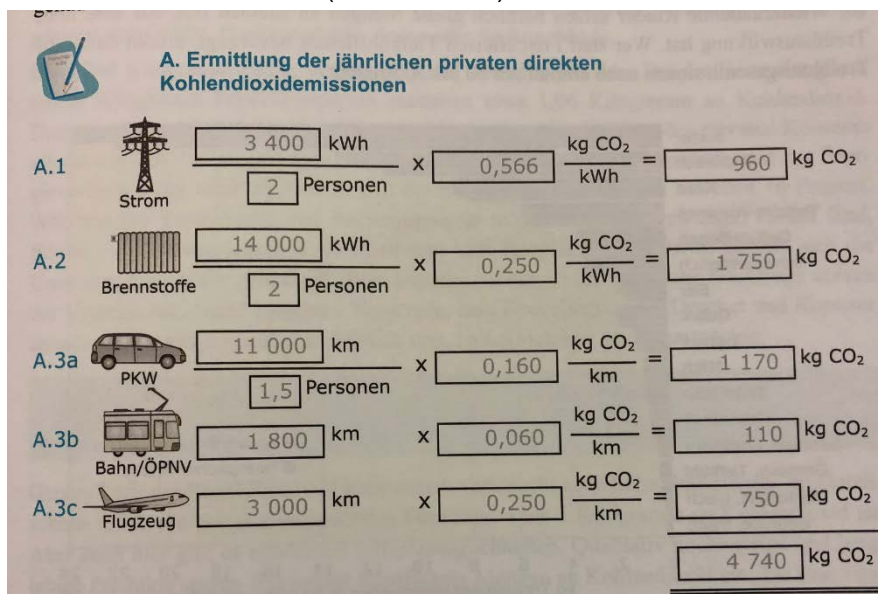 A. Ermittlung der jährlichen privaten direkten
Kohlendioxidemissionen
A.1 Strom 3 400 kWh / 2 Personen x 0,566 kg CO₂ / kWh = 960 kg CO₂
A.2 Brennstoffe 14 000 kWh / 2 Personen x 0,250 kg CO₂ / kWh = 1 750 kg CO₂
A.3a PKW 11 000 km / 1,5 Personen x 0,160 kg CO₂ / km = 1 170 kg CO₂
A.3b Bahn/ÖPNV 1 800 km x 0,060 kg CO₂ / km = 110 kg CO₂
A.3c Flugzeug 3 000 km x 0,250 kg CO₂ / km = 750 kg CO₂
4 740 kg CO₂